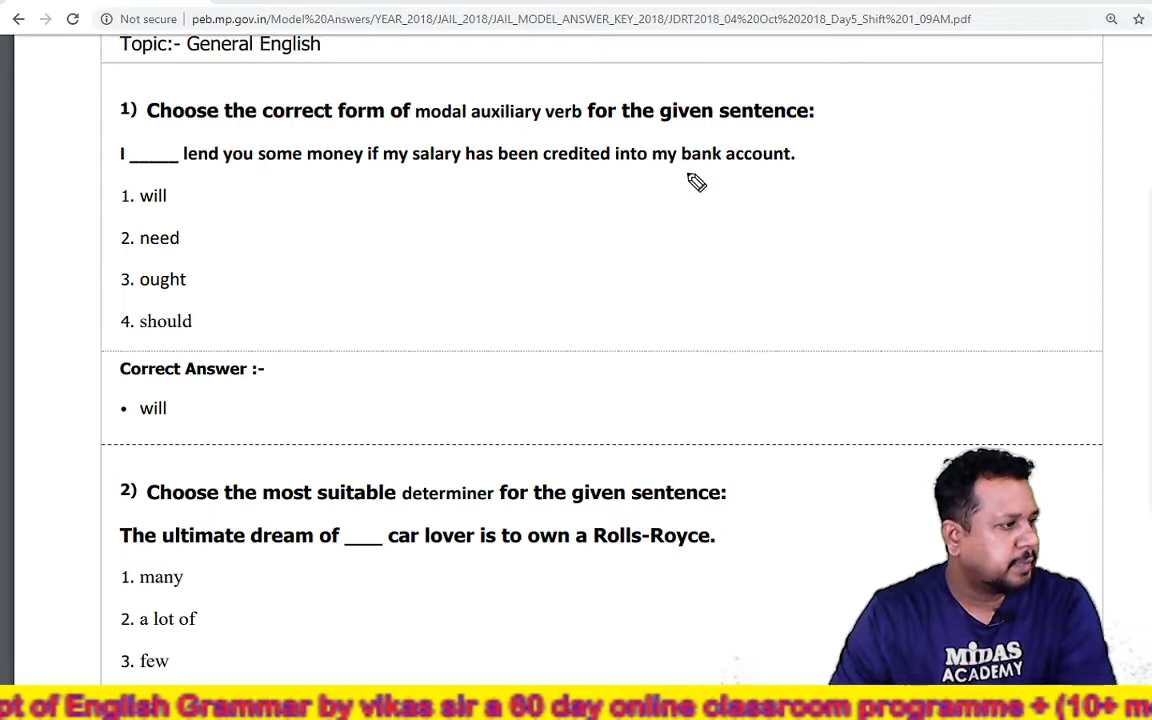 Not secure | peb.mp.gov.in/Model%20Answers/YEAR_2018/JAIL_2018/JAIL_MODEL_ANSWER_KEY_2018/JDRT2018_04%20Oct%202018_Day5_Shift%201_09AM.pdf
Topic:- General English
1) Choose the correct form of modal auxiliary verb for the given sentence:
I _____ lend you some money if my salary has been credited into my bank account.
1. will
2. need
3. ought
4. should
Correct Answer :-
• will
2) Choose the most suitable determiner for the given sentence:
The ultimate dream of ____ car lover is to own a Rolls-Royce.
1. many
2. a lot of
3. few
MiDAS
ACADEMY
of English Grammar by vikas sir a 60 day online classroom programme + (10+